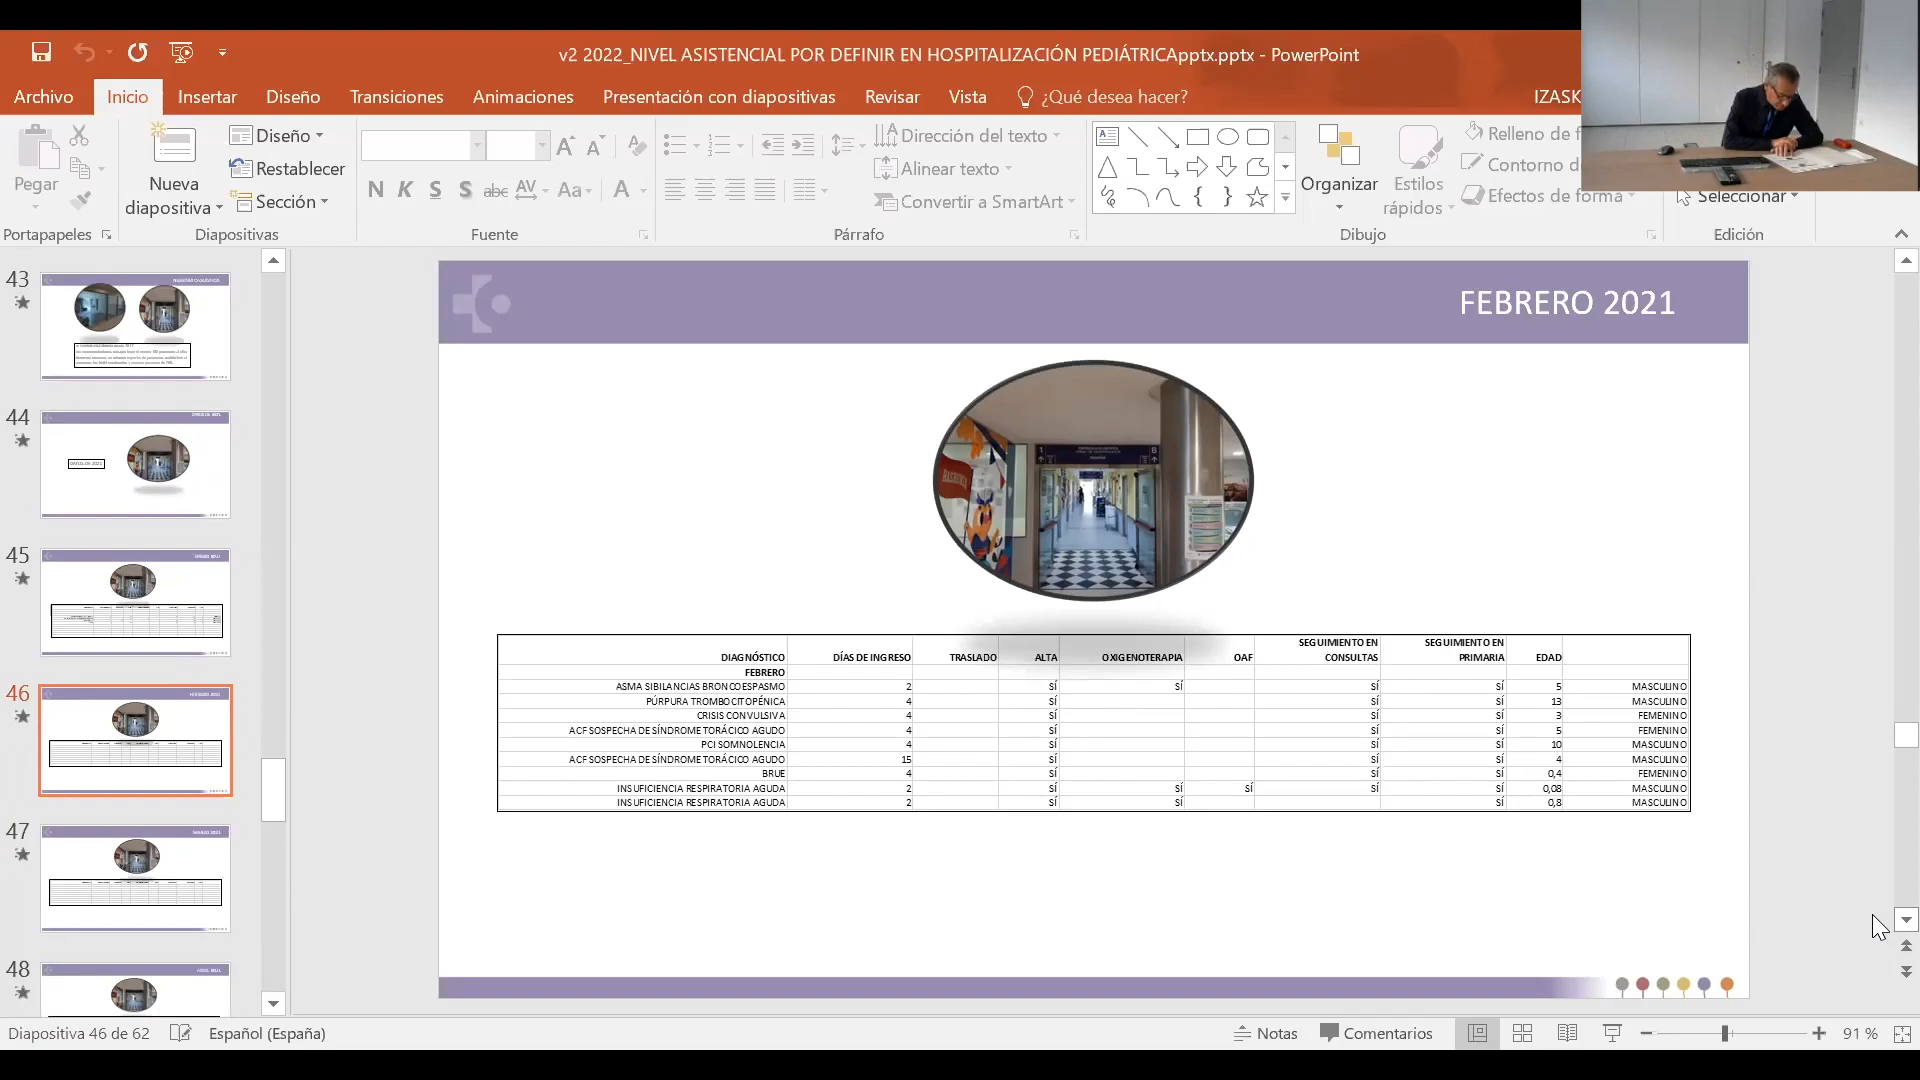 v2 2022_NIVEL ASISTENCIAL POR DEFINIR EN HOSPITALIZACIÓN PEDIÁTRICApptx.pptx - PowerPoint
Archivo Inicio Insertar Diseño Transiciones Animaciones Presentación con diapositivas Revisar Vista ¿Qué desea hacer? IZASK
Pegar
Nueva diapositiva
Diseño
Restablecer
Sección
N K S S abc AV Aa A
Dirección del texto
Alinear texto
Convertir a SmartArt
Organizar
Estilos rápidos
Relleno de f
Contorno d
Efectos de forma
Seleccionar
Portapapeles Diapositivas Fuente Párrafo Dibujo Edición
43
44
DATOS DE 2021
45
46
47
48
FEBRERO 2021
DIAGNÓSTICO DÍAS DE INGRESO TRASLADO ALTA OXIGENOTERAPIA OAF SEGUIMIENTO EN CONSULTAS SEGUIMIENTO EN PRIMARIA EDAD
FEBRERO
ASMA SIBILANCIAS BRONCOESPASMO 2 SÍ SÍ SÍ SÍ 5 MASCULINO
PÚRPURA TROMBOCITOPÉNICA 4 SÍ SÍ SÍ 13 MASCULINO
CRISIS CONVULSIVA 4 SÍ SÍ SÍ 3 FEMENINO
ACF SOSPECHA DE SÍNDROME TORÁCICO AGUDO 4 SÍ SÍ SÍ 5 FEMENINO
PCI SOMNOLENCIA 4 SÍ SÍ SÍ 10 MASCULINO
ACF SOSPECHA DE SÍNDROME TORÁCICO AGUDO 15 SÍ SÍ SÍ 4 MASCULINO
BRUE 4 SÍ SÍ SÍ 0,4 FEMENINO
INSUFICIENCIA RESPIRATORIA AGUDA 2 SÍ SÍ SÍ SÍ SÍ 0,08 MASCULINO
INSUFICIENCIA RESPIRATORIA AGUDA 2 SÍ SÍ SÍ 0,8 MASCULINO
Diapositiva 46 de 62 Español (España) Notas Comentarios 91 %